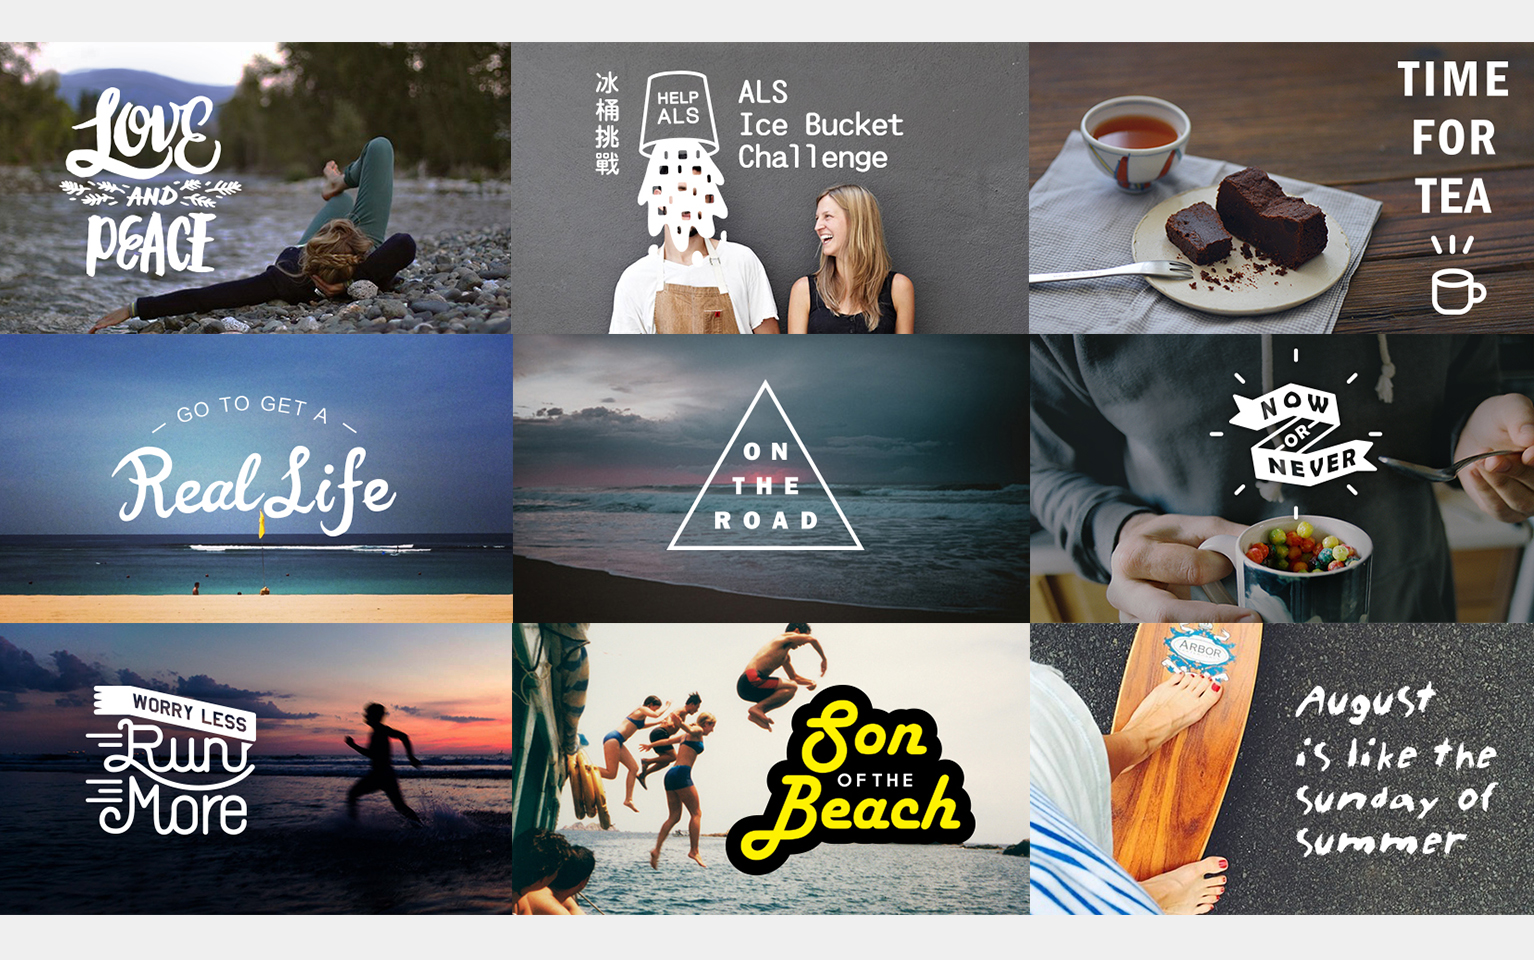 LOVE
AND
PEACE
冰桶挑戰
HELP
ALS
ALS
Ice Bucket
Challenge
TIME
FOR
TEA
GO TO GET A
Real Life
ON
THE
ROAD
NOW
OR
NEVER
WORRY LESS
Run
More
Son
OF THE
Beach
ARBOR
August
is like the
sunday of
summer